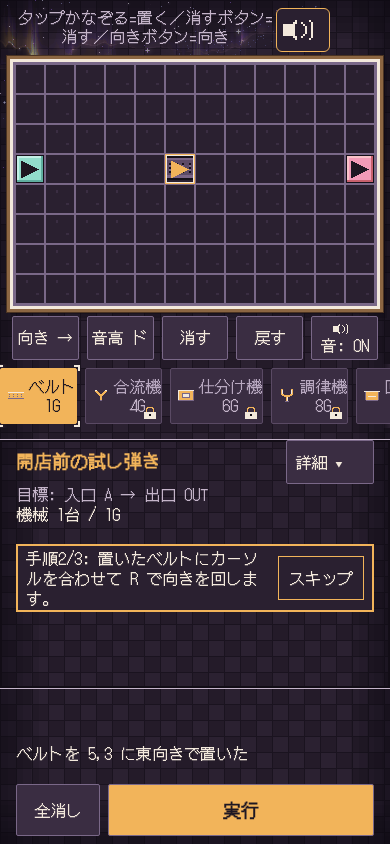 タップかなぞる=置く／消すボタン=
消す／向きボタン=向き
向き →
音高 ド
消す
戻す
音: ON
ベルト
1G
合流機
4G
仕分け機
6G
調律機
8G
開店前の試し弾き
詳細 ▾
目標: 入口 A → 出口 OUT
機械 1台 / 1G
手順2/3: 置いたベルトにカーソ
ルを合わせて R で向きを回しま
す。
スキップ
ベルトを 5,3 に東向きで置いた
全消し
実行